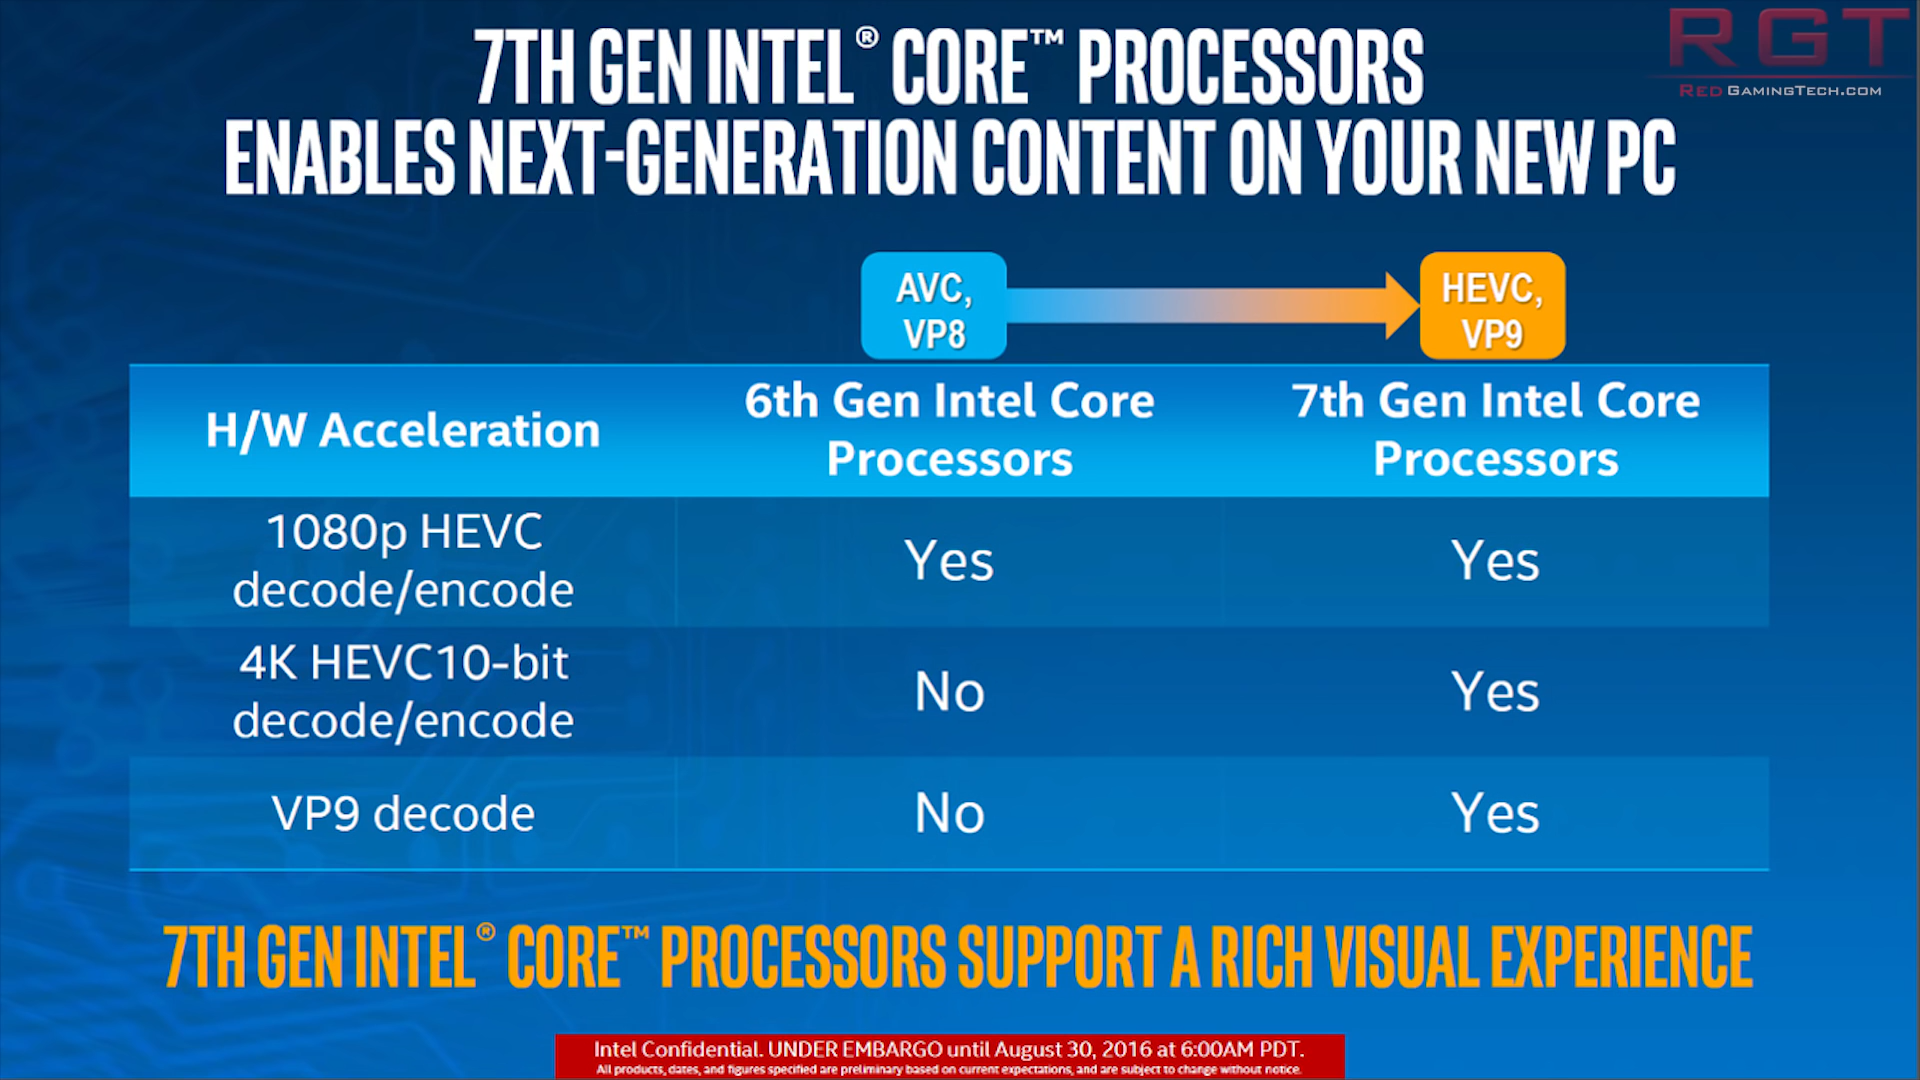 RGT
RED GAMINGTECH.COM
7TH GEN INTEL® CORE™ PROCESSORS
ENABLES NEXT-GENERATION CONTENT ON YOUR NEW PC
AVC,
VP8
HEVC,
VP9
H/W Acceleration
6th Gen Intel Core
Processors
7th Gen Intel Core
Processors
1080p HEVC
decode/encode
Yes
Yes
4K HEVC10-bit
decode/encode
No
Yes
VP9 decode
No
Yes
7TH GEN INTEL® CORE™ PROCESSORS SUPPORT A RICH VISUAL EXPERIENCE
Intel Confidential. UNDER EMBARGO until August 30, 2016 at 6:00AM PDT.
All products, dates, and figures specified are preliminary based on current expectations, and are subject to change without notice.